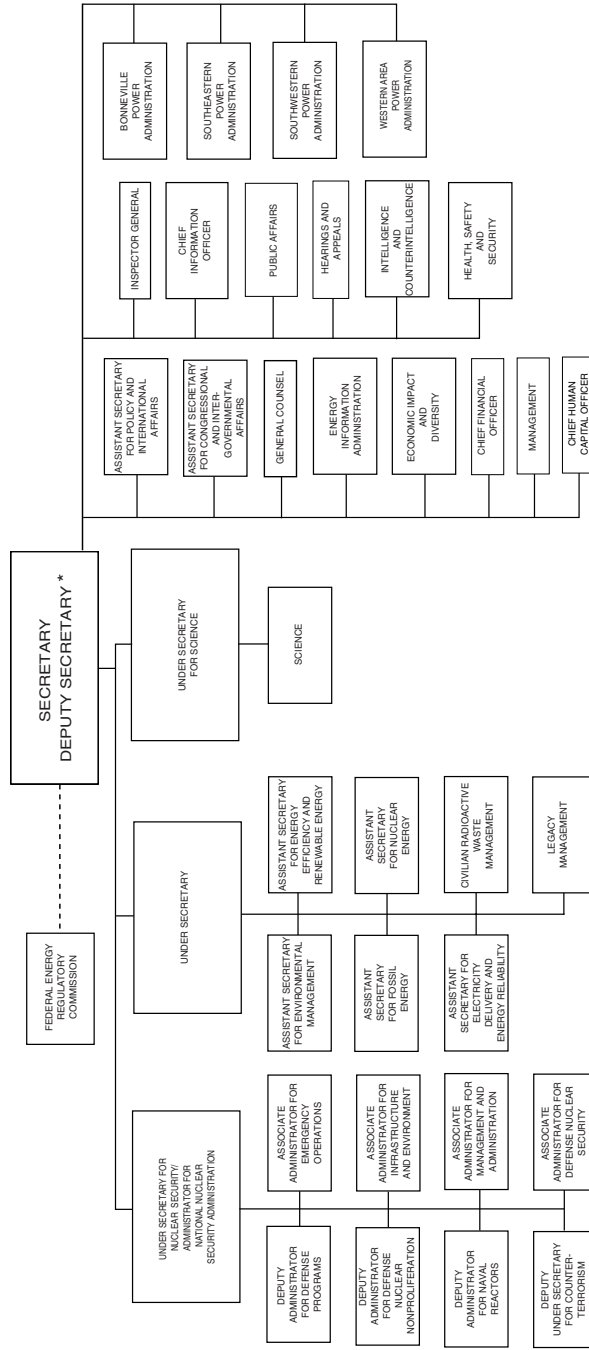 SECRETARY
DEPUTY SECRETARY *
FEDERAL ENERGY
REGULATORY
COMMISSION
UNDER SECRETARY FOR
NUCLEAR SECURITY/
ADMINISTRATOR FOR
NATIONAL NUCLEAR
SECURITY ADMINISTRATION
DEPUTY
ADMINISTRATOR
FOR DEFENSE
PROGRAMS
ASSOCIATE
ADMINISTRATOR FOR
EMERGENCY
OPERATIONS
DEPUTY
ADMINISTRATOR
FOR DEFENSE
NUCLEAR
NONPROLIFERATION
ASSOCIATE
ADMINISTRATOR FOR
INFRASTRUCTURE
AND ENVIRONMENT
DEPUTY
ADMINISTRATOR
FOR NAVAL
REACTORS
ASSOCIATE
ADMINISTRATOR FOR
MANAGEMENT AND
ADMINISTRATION
DEPUTY
UNDER SECRETARY
FOR COUNTER-
TERRORISM
ASSOCIATE
ADMINISTRATOR FOR
DEFENSE NUCLEAR
SECURITY
UNDER SECRETARY
ASSISTANT SECRETARY
FOR ENVIRONMENTAL
MANAGEMENT
ASSISTANT SECRETARY
FOR ENERGY
EFFICIENCY AND
RENEWABLE ENERGY
ASSISTANT
SECRETARY
FOR FOSSIL
ENERGY
ASSISTANT
SECRETARY
FOR NUCLEAR
ENERGY
ASSISTANT
SECRETARY FOR
ELECTRICITY
DELIVERY AND
ENERGY RELIABILITY
CIVILIAN RADIOACTIVE
WASTE
MANAGEMENT
LEGACY
MANAGEMENT
UNDER SECRETARY
FOR SCIENCE
SCIENCE
ASSISTANT SECRETARY
FOR POLICY AND
INTERNATIONAL
AFFAIRS
ASSISTANT SECRETARY
FOR CONGRESSIONAL
AND INTER-
GOVERNMENTAL
AFFAIRS
GENERAL COUNSEL
ENERGY
INFORMATION
ADMINISTRATION
ECONOMIC IMPACT
AND
DIVERSITY
CHIEF FINANCIAL
OFFICER
MANAGEMENT
CHIEF HUMAN
CAPITAL OFFICER
INSPECTOR GENERAL
CHIEF
INFORMATION
OFFICER
PUBLIC AFFAIRS
HEARINGS AND
APPEALS
INTELLIGENCE
AND
COUNTERINTELLIGENCE
HEALTH, SAFETY
AND
SECURITY
BONNEVILLE
POWER
ADMINISTRATION
SOUTHEASTERN
POWER
ADMINISTRATION
SOUTHWESTERN
POWER
ADMINISTRATION
WESTERN AREA
POWER
ADMINISTRATION